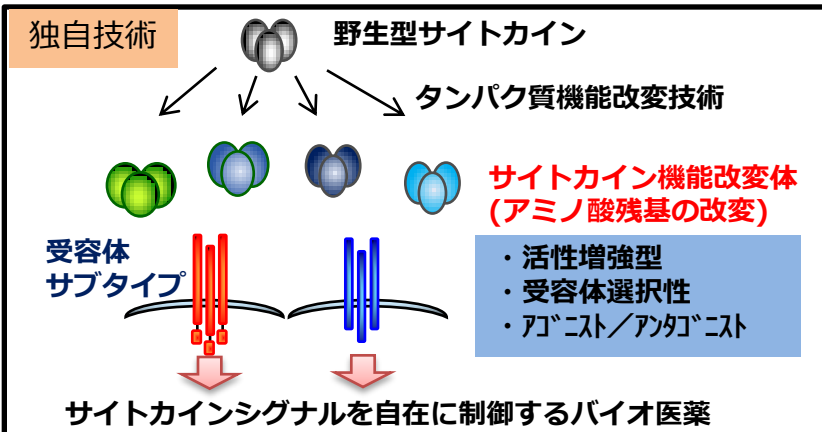 独自技術
野生型サイトカイン
タンパク質機能改変技術
サイトカイン機能改変体
(アミノ酸残基の改変)
受容体
サブタイプ
・活性増強型
・受容体選択性
・ｱｺﾞﾆｽﾄ／ｱﾝﾀｺﾞﾆｽﾄ
サイトカインシグナルを自在に制御するバイオ医薬